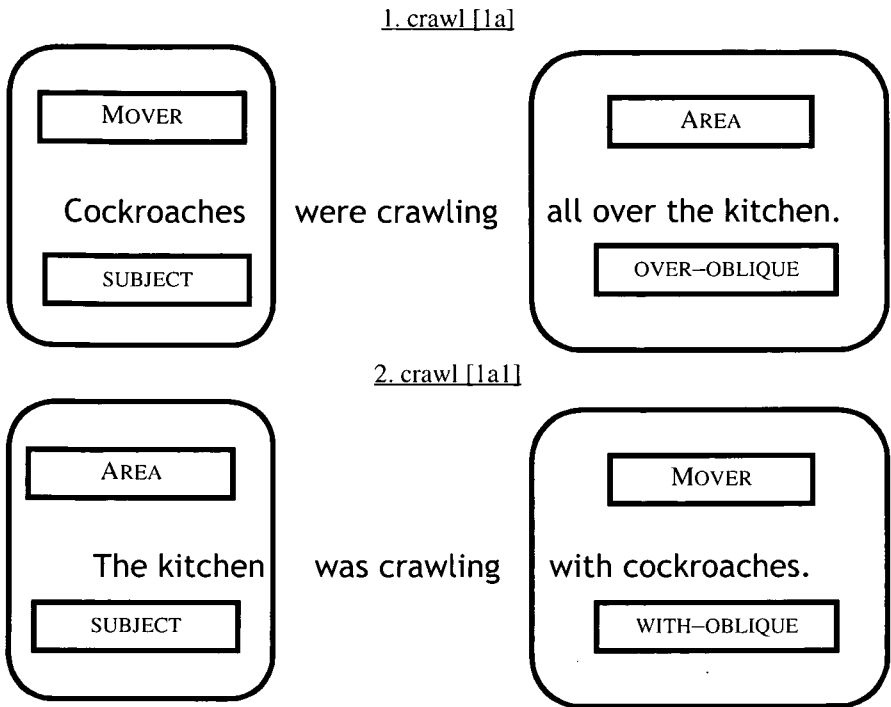 1. crawl [1a]
MOVER AREA
Cockroaches were crawling all over the kitchen.
SUBJECT OVER–OBLIQUE
2. crawl [1a1]
AREA MOVER
The kitchen was crawling with cockroaches.
SUBJECT WITH–OBLIQUE